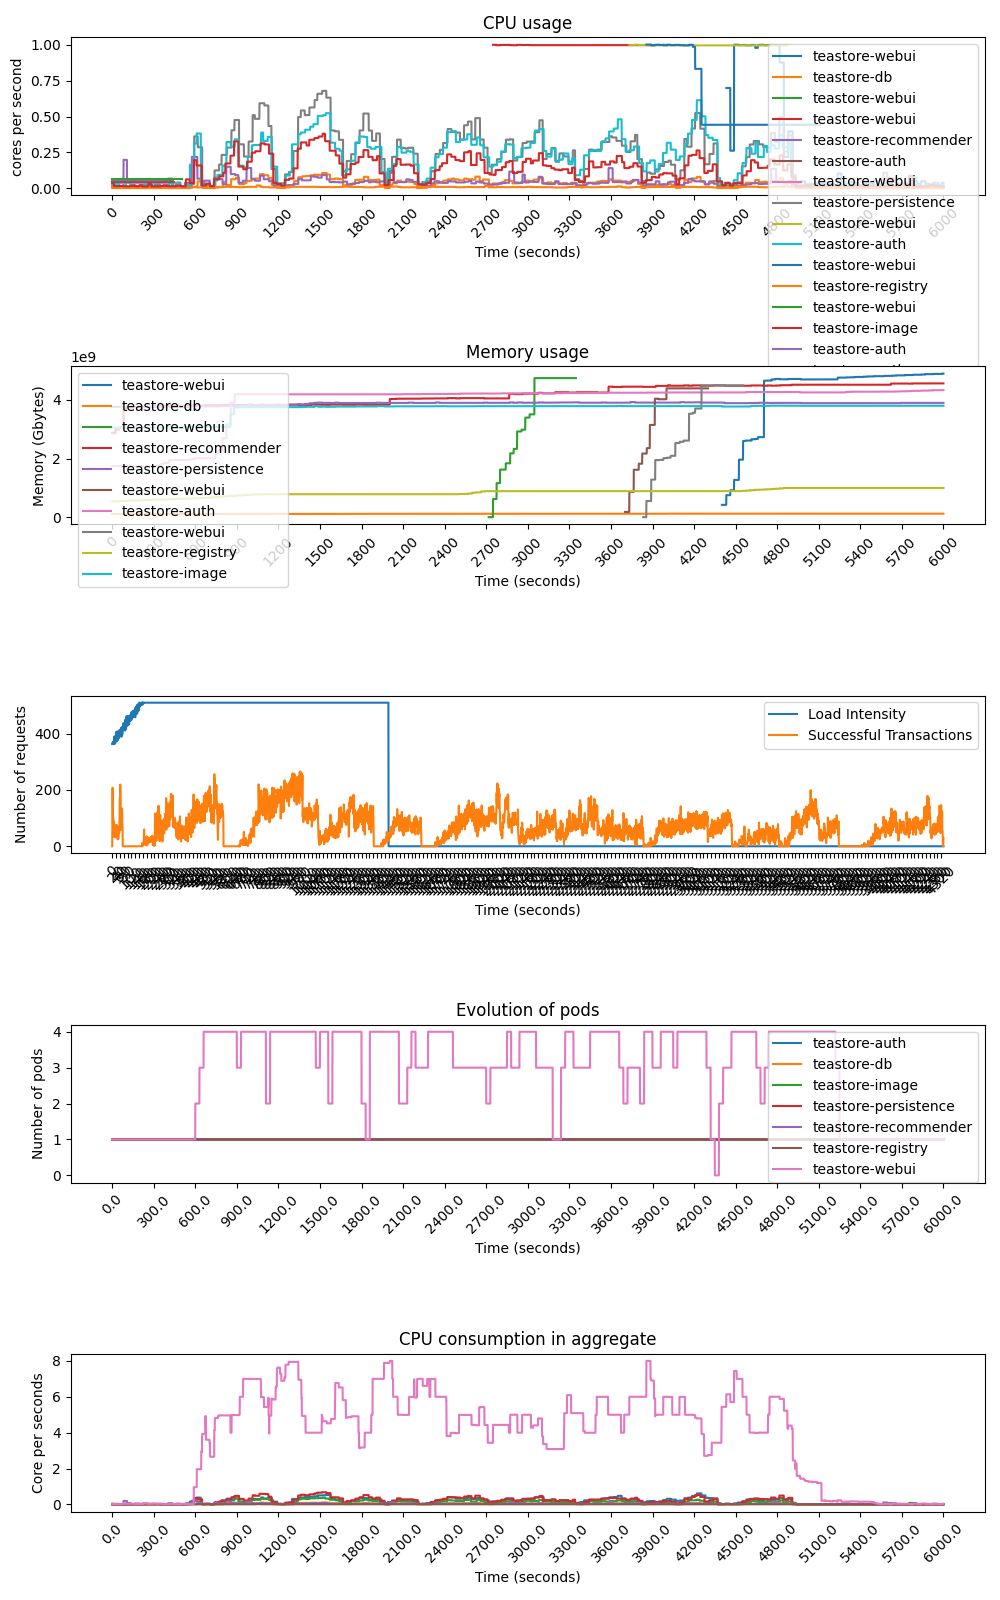 CPU usage
cores per second
1.00
0.75
0.50
0.25
0.00
teastore-webui
teastore-db
teastore-webui
teastore-webui
teastore-recommender
teastore-auth
teastore-webui
teastore-persistence
teastore-webui
teastore-auth
teastore-webui
teastore-registry
teastore-webui
teastore-image
teastore-auth
0 300 600 900 1200 1500 1800 2100 2400 2700 3000 3300 3600 3900 4200 4500 4800 5100 5400 5700 6000
Time (seconds)
Memory usage
1e9
Memory (Gbytes)
4
2
0
teastore-webui
teastore-db
teastore-webui
teastore-recommender
teastore-persistence
teastore-webui
teastore-auth
teastore-webui
teastore-registry
teastore-image
0 300 600 900 1200 1500 1800 2100 2400 2700 3000 3300 3600 3900 4200 4500 4800 5100 5400 5700 6000
Time (seconds)
Number of requests
400
200
0
Load Intensity
Successful Transactions
Time (seconds)
Evolution of pods
Number of pods
4
3
2
1
0
teastore-auth
teastore-db
teastore-image
teastore-persistence
teastore-recommender
teastore-registry
teastore-webui
0.0 300.0 600.0 900.0 1200.0 1500.0 1800.0 2100.0 2400.0 2700.0 3000.0 3300.0 3600.0 3900.0 4200.0 4500.0 4800.0 5100.0 5400.0 5700.0 6000.0
Time (seconds)
CPU consumption in aggregate
Core per seconds
8
6
4
2
0
0.0 300.0 600.0 900.0 1200.0 1500.0 1800.0 2100.0 2400.0 2700.0 3000.0 3300.0 3600.0 3900.0 4200.0 4500.0 4800.0 5100.0 5400.0 5700.0 6000.0
Time (seconds)